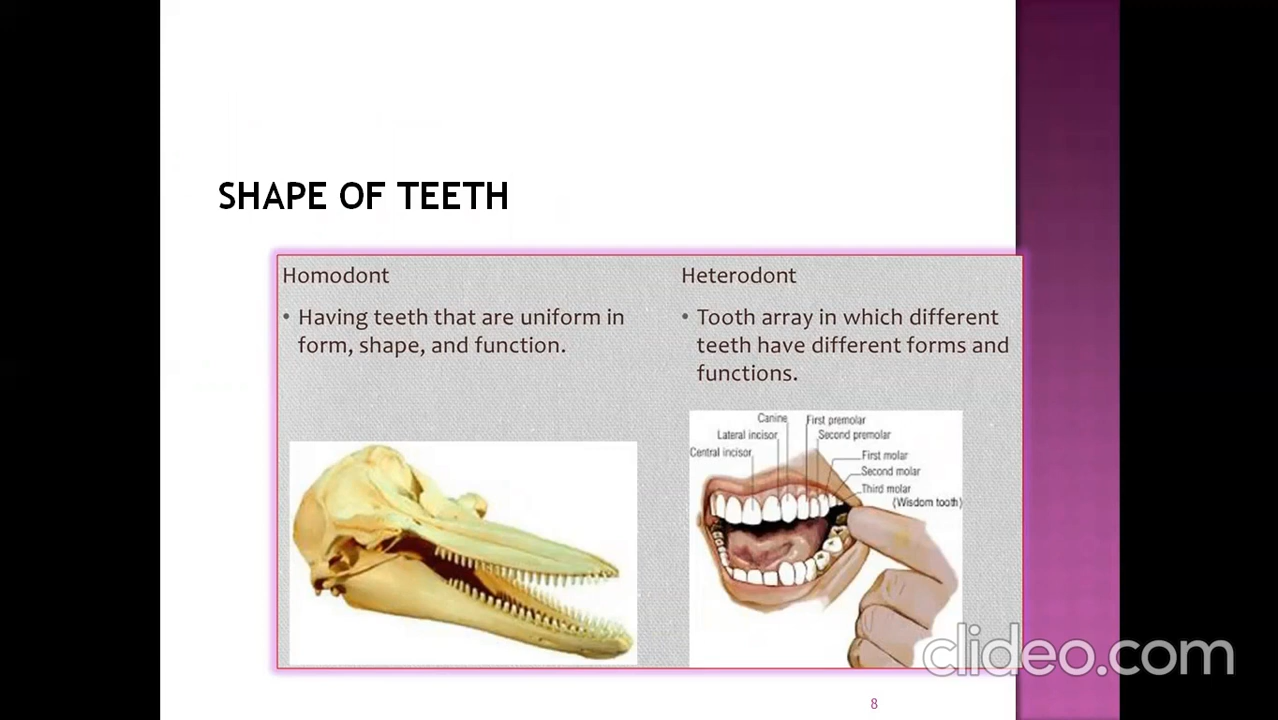 SHAPE OF TEETH
Homodont
• Having teeth that are uniform in
form, shape, and function.
Heterodont
• Tooth array in which different
teeth have different forms and
functions.
Canine
First premolar
Lateral incisor
Second premolar
Central incisor
First molar
Second molar
Third molar
(Wisdom tooth)
clideo.com
8